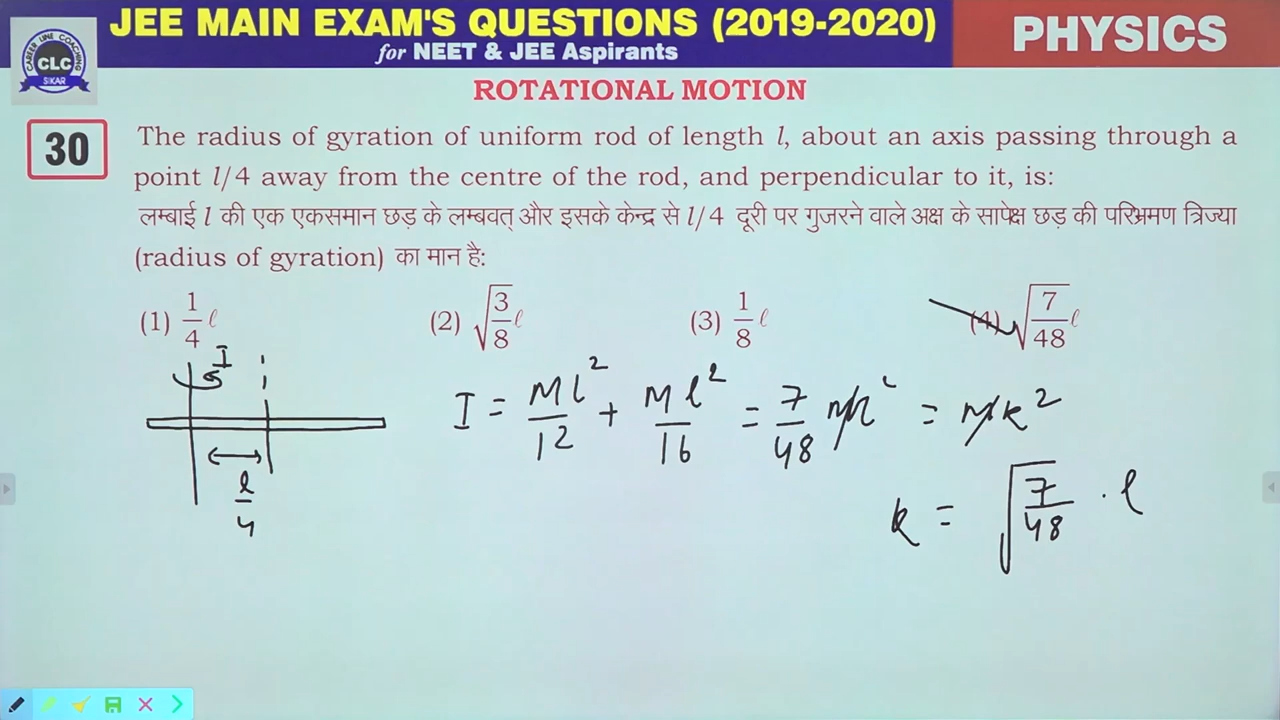 JEE MAIN EXAM'S QUESTIONS (2019-2020)
for NEET & JEE Aspirants
PHYSICS
CAREER LINE COACHING
CLC
SIKAR
ROTATIONAL MOTION
30
The radius of gyration of uniform rod of length l, about an axis passing through a
point l/4 away from the centre of the rod, and perpendicular to it, is:
लम्बाई l की एक एकसमान छड़ के लम्बवत् और इसके केन्द्र से l/4 दूरी पर गुजरने वाले अक्ष के सापेक्ष छड़ की परिभ्रमण त्रिज्या
(radius of gyration) का मान है:
(1) 1/4 ℓ (2) √3/8 ℓ (3) 1/8 ℓ (4) √7/48 ℓ
I
l/4
I = Ml²/12 + Ml²/16 = 7/48 Ml² = Mk²
k = √7/48 . l